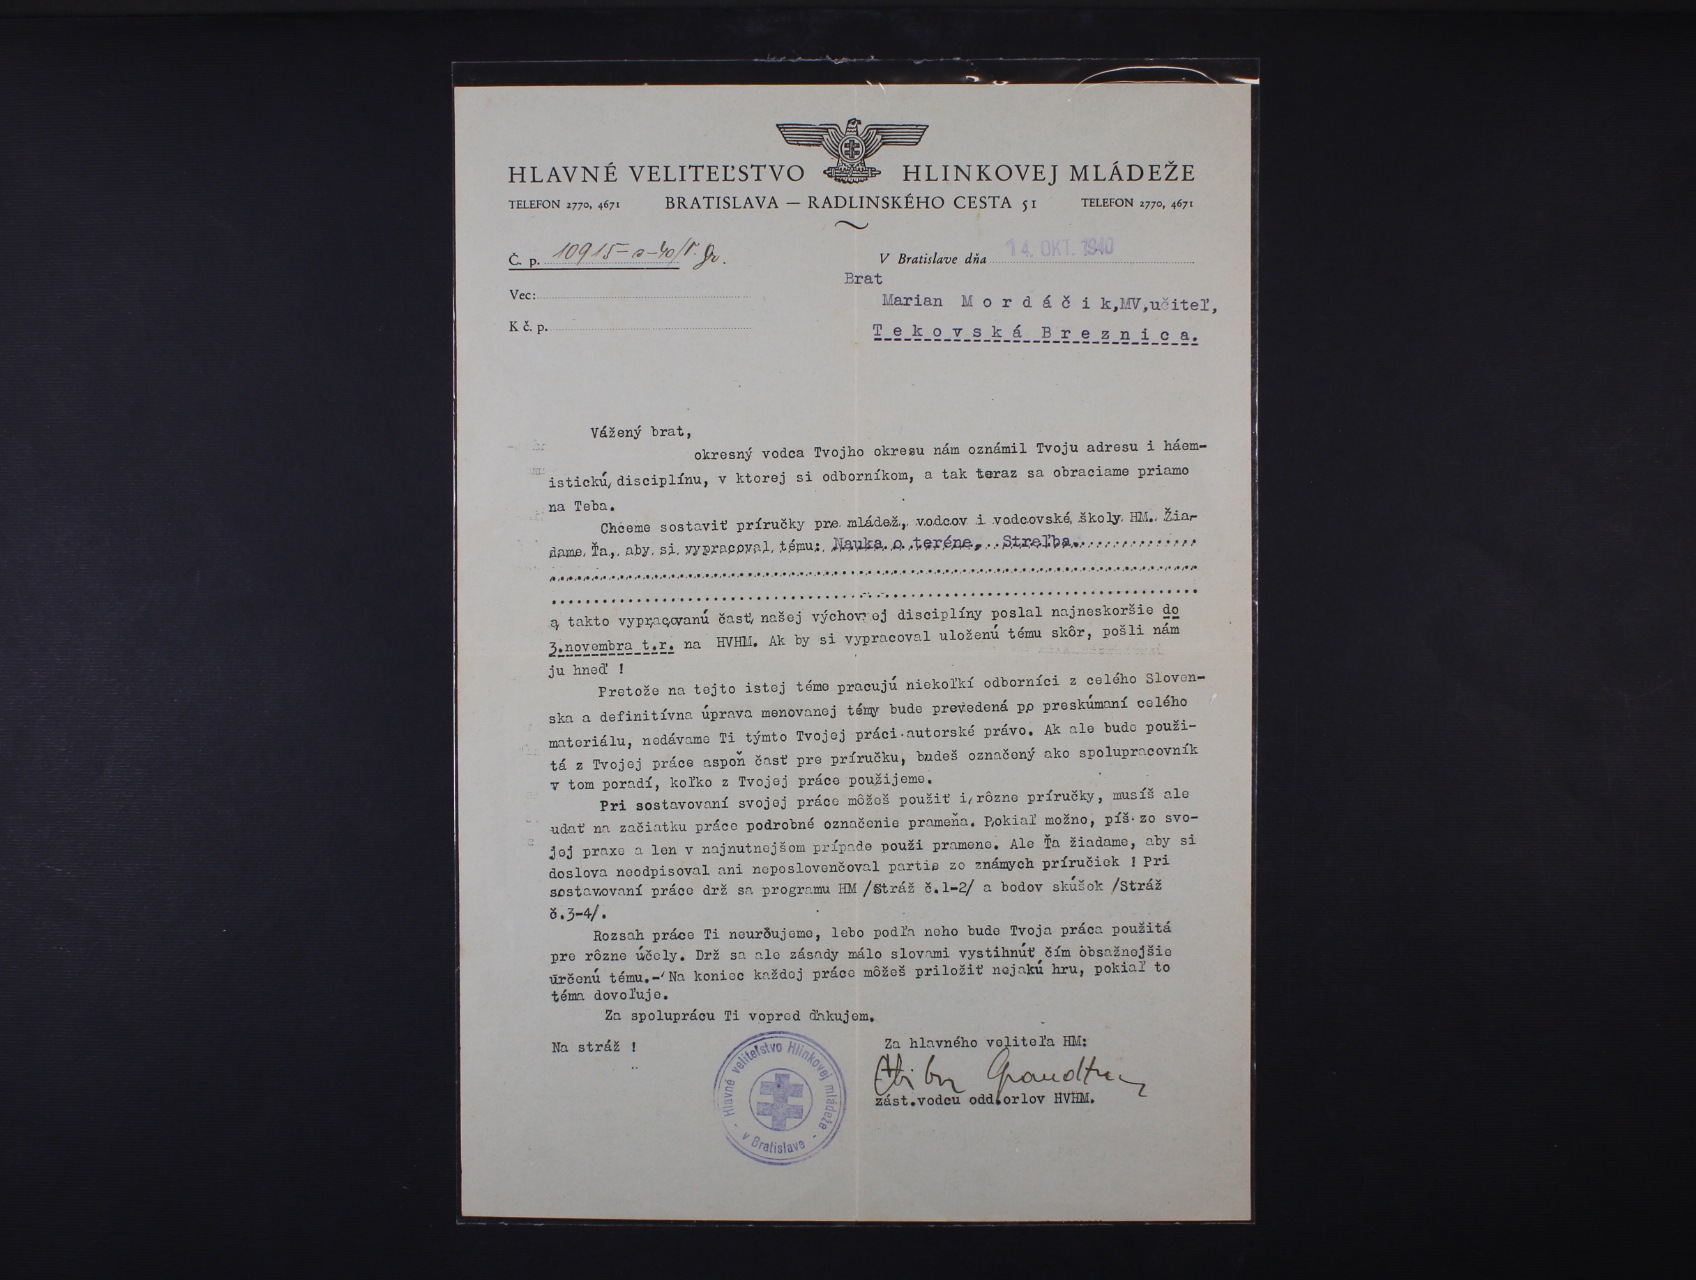 HLAVNÉ VELITEĽSTVO HLINKOVEJ MLÁDEŽE
TELEFON 2770, 4671 BRATISLAVA — RADLINSKÉHO CESTA 51 TELEFON 2770, 4671
Č. p. 10915-a-40/
V Bratislave dňa 14. OKT. 1940
Vec:
K č. p.
Brat
Marian Mordáčik, MV, učiteľ,
Tekovská Breznica.
Vážený brat,
okresný vodca Tvojho okresu nám oznámil Tvoju adresu i háem-
istickú disciplínu, v ktorej si odborníkom, a tak teraz sa obraciame priamo
na Teba.
Chceme sostaviť príručky pre mládež, vodcov i vodcovské školy HM. Žia-
dame Ťa, aby si vypracoval tému: Nauka o teréne, Streľba.
a takto vypracovanú časť našej výchovnej disciplíny poslal najneskoršie do
3.novembra t.r. na HVHM. Ak by si vypracoval uloženú tému skôr, pošli nám
ju hneď !
Pretože na tejto istej téme pracujú niekoľkí odborníci z celého Sloven-
ska a definitívna úprava menovanej témy bude prevedená po preskúmaní celého
materiálu, nedávame Ti týmto Tvojej práci autorské právo. Ak ale bude použi-
tá z Tvojej práce aspoň časť pre príručku, budeš označený ako spolupracovník
v tom poradí, koľko z Tvojej práce použijeme.
Pri sostavovaní svojej práce môžeš použiť i rôzne príručky, musíš ale
udať na začiatku práce podrobné označenie prameňa. Pokiaľ možno, píš zo svo-
jej praxe a len v najnutnejšom prípade použi pramene. Ale Ťa žiadame, aby si
doslova neodpisoval ani neposlovenčoval partie zo známych príručiek ! Pri
sostavovaní práce drž sa programu HM /Stráž č.1-2/ a bodov skúšok /Stráž
č.3-4/.
Rozsah práce Ti neurčujeme, lebo podľa neho bude Tvoja práca použitá
pre rôzne účely. Drž sa ale zásady málo slovami vystihnúť čím obsažnejšie
určenú tému.- Na koniec každej práce môžeš priložiť nejakú hru, pokiaľ to
téma dovoľuje.
Za spoluprácu Ti vopred ďakujem.
Na stráž !
Za hlavného veliteľa HM:
zást.vodcu odd.orlov HVHM.
Hlavné veliteľstvo Hlinkovej mládeže
v Bratislave